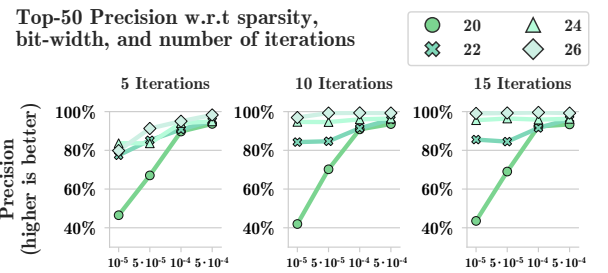 Top-50 Precision w.r.t sparsity,
bit-width, and number of iterations
20 24
22 26
5 Iterations 10 Iterations 15 Iterations
Precision
(higher is better)
100% 100% 100%
80% 80% 80%
60% 60% 60%
40% 40% 40%
10⁻⁵ 5·10⁻⁵ 10⁻⁴ 5·10⁻⁴ 10⁻⁵ 5·10⁻⁵ 10⁻⁴ 5·10⁻⁴ 10⁻⁵ 5·10⁻⁵ 10⁻⁴ 5·10⁻⁴